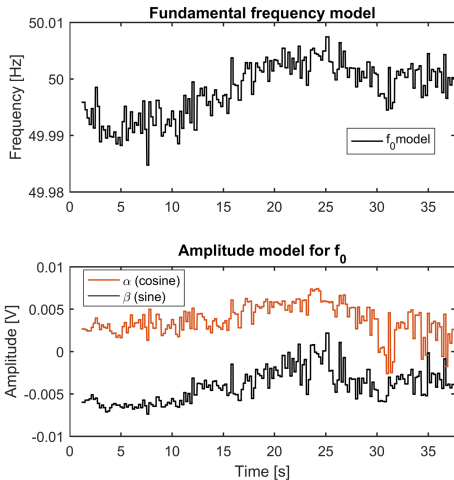 Fundamental frequency model
50.01
50
49.99
49.98
Frequency [Hz]
f0model
0 5 10 15 20 25 30 35
Amplitude model for f0
0.01
0.005
0
-0.005
-0.01
Amplitude [V]
α (cosine)
β (sine)
0 5 10 15 20 25 30 35
Time [s]